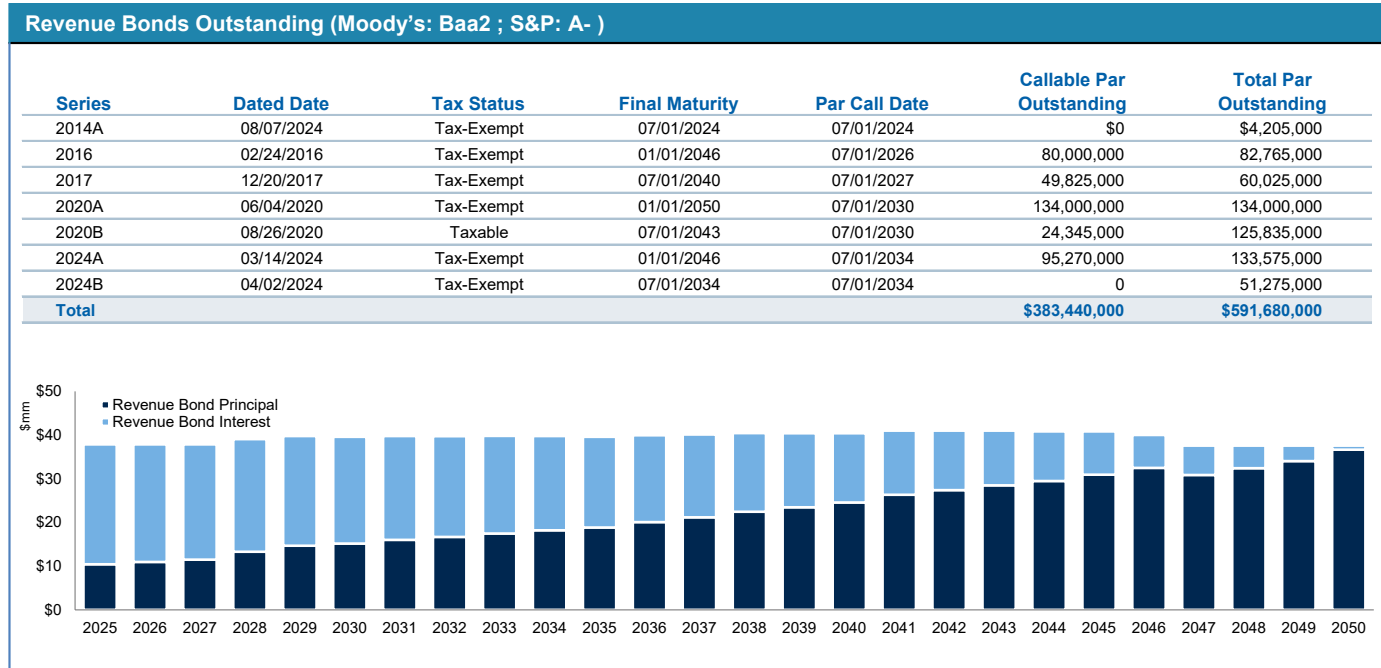 Revenue Bonds Outstanding (Moody’s: Baa2 ; S&P: A- )
Series Dated Date Tax Status Final Maturity Par Call Date Callable Par Outstanding Total Par Outstanding
2014A 08/07/2024 Tax-Exempt 07/01/2024 07/01/2024 $0 $4,205,000
2016 02/24/2016 Tax-Exempt 01/01/2046 07/01/2026 80,000,000 82,765,000
2017 12/20/2017 Tax-Exempt 07/01/2040 07/01/2027 49,825,000 60,025,000
2020A 06/04/2020 Tax-Exempt 01/01/2050 07/01/2030 134,000,000 134,000,000
2020B 08/26/2020 Taxable 07/01/2043 07/01/2030 24,345,000 125,835,000
2024A 03/14/2024 Tax-Exempt 01/01/2046 07/01/2034 95,270,000 133,575,000
2024B 04/02/2024 Tax-Exempt 07/01/2034 07/01/2034 0 51,275,000
Total $383,440,000 $591,680,000
$mm
$50
Revenue Bond Principal
Revenue Bond Interest
$40
$30
$20
$10
$0
2025 2026 2027 2028 2029 2030 2031 2032 2033 2034 2035 2036 2037 2038 2039 2040 2041 2042 2043 2044 2045 2046 2047 2048 2049 2050